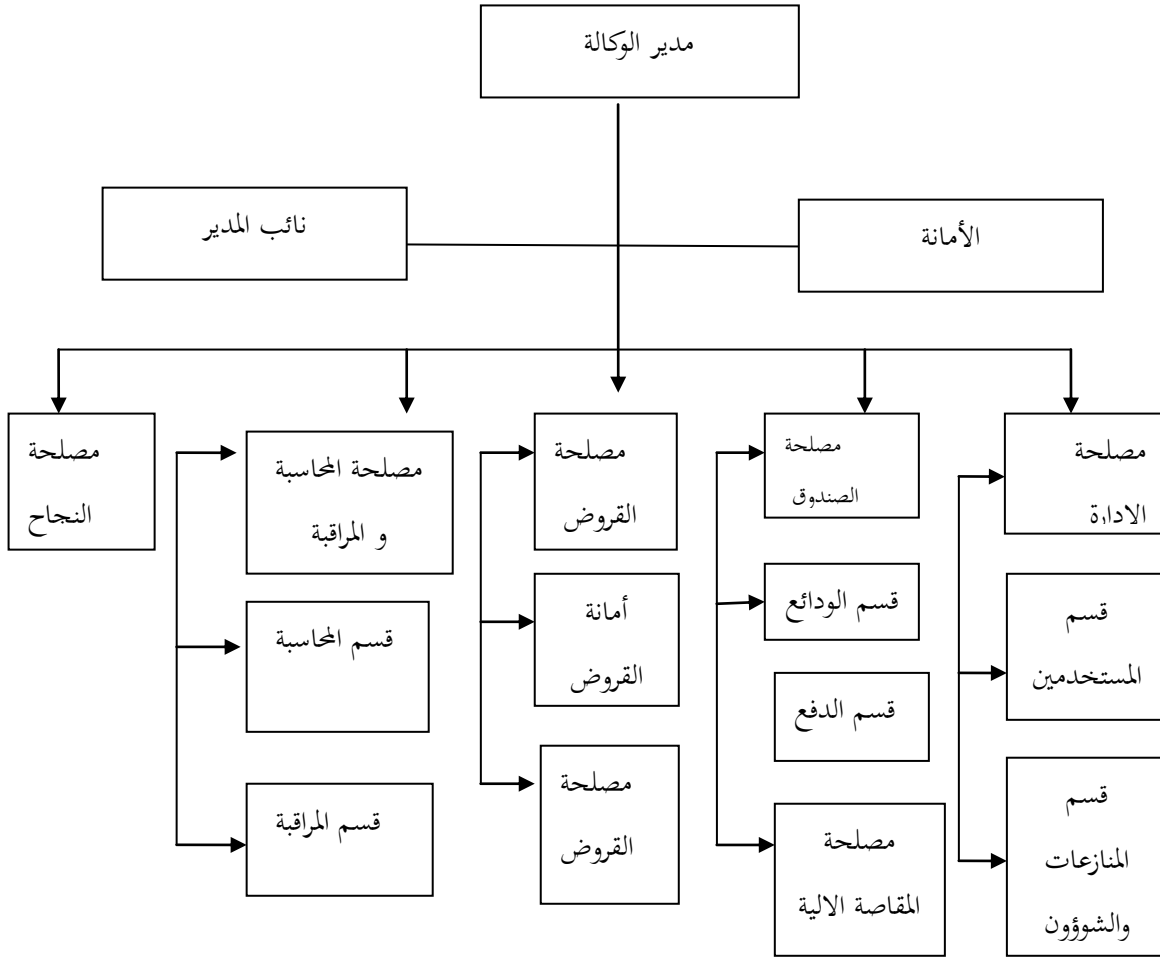 مدير الوكالة
الأمانة
نائب المدير
مصلحة
الادارة
قسم
المستخدمين
قسم
المنازعات
والشوؤون
مصلحة
الصندوق
قسم الودائع
قسم الدفع
مصلحة
المقاصة الالية
مصلحة
القروض
أمانة
القروض
مصلحة
القروض
مصلحة المحاسبة
و المراقبة
قسم المحاسبة
قسم المراقبة
مصلحة
النجاح